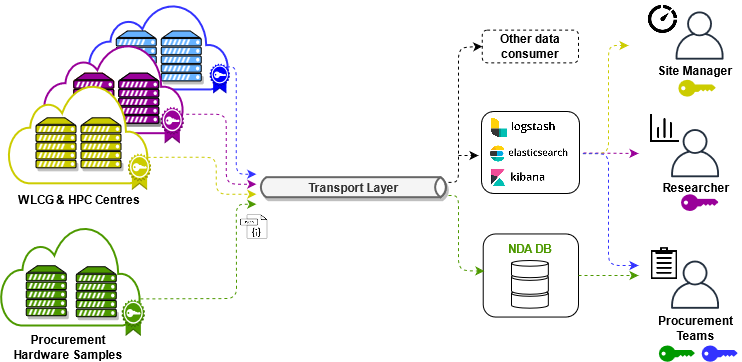 Other data
consumer
Site Manager
logstash
elasticsearch
kibana
WLCG & HPC Centres
Transport Layer
Researcher
{i}
NDA DB
Procurement
Hardware Samples
Procurement
Teams